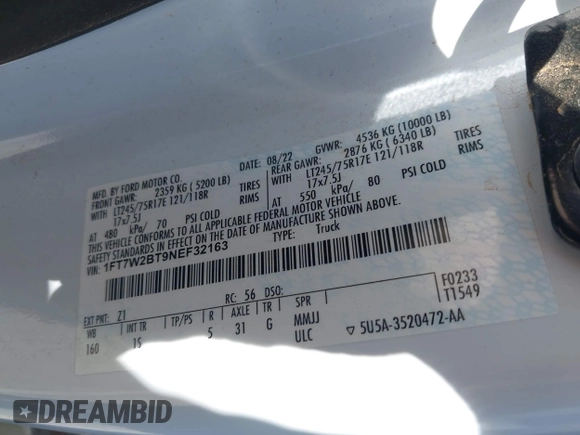 MFD. BY FORD MOTOR CO.
08/22 GVWR: 4536 KG (10000 LB)
FRONT GAWR: 2359 KG (5200 LB)
REAR GAWR: 2876 KG (6340 LB)
WITH LT245/75R17E 121/118R TIRES
WITH LT245/75R17E 121/118R TIRES
17x7.5J RIMS
17x7.5J RIMS
AT 480 kPa/ 70 PSI COLD
AT 550 kPa/ 80 PSI COLD
THIS VEHICLE CONFORMS TO ALL APPLICABLE FEDERAL MOTOR VEHICLE
SAFETY STANDARDS IN EFFECT ON THE DATE OF MANUFACTURE SHOWN ABOVE.
VIN: 1FT7W2BT9NEF32163
TYPE: Truck
F0233
T1549
EXT PNT: Z1 RC: 56 DSO:
WB INT TR TP/PS R AXLE TR SPR
160 1S 5 31 G MMJJ
ULC
5U5A-3520472-AA
DREAMBID